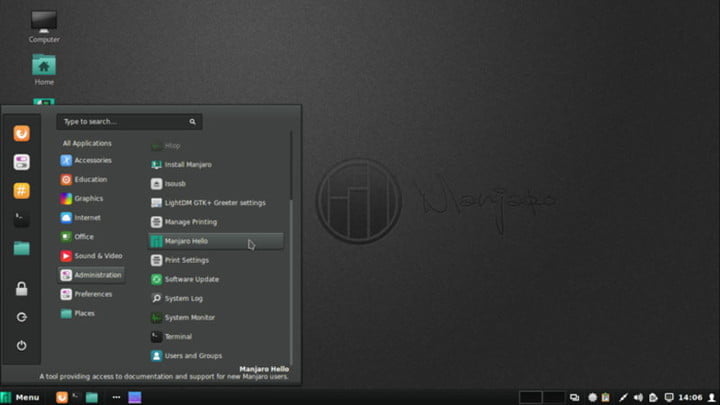 Computer
Home
Type to search...
All Applications
Accessories
Education
Graphics
Internet
Office
Sound & Video
Administration
Preferences
Places
Htop
Install Manjaro
lsousb
LightDM GTK+ Greeter settings
Manage Printing
Manjaro Hello
Print Settings
Software Update
System Log
System Monitor
Terminal
Users and Groups
Manjaro Hello
A tool providing access to documentation and support for new Manjaro users.
Manjaro
Menu
14:06